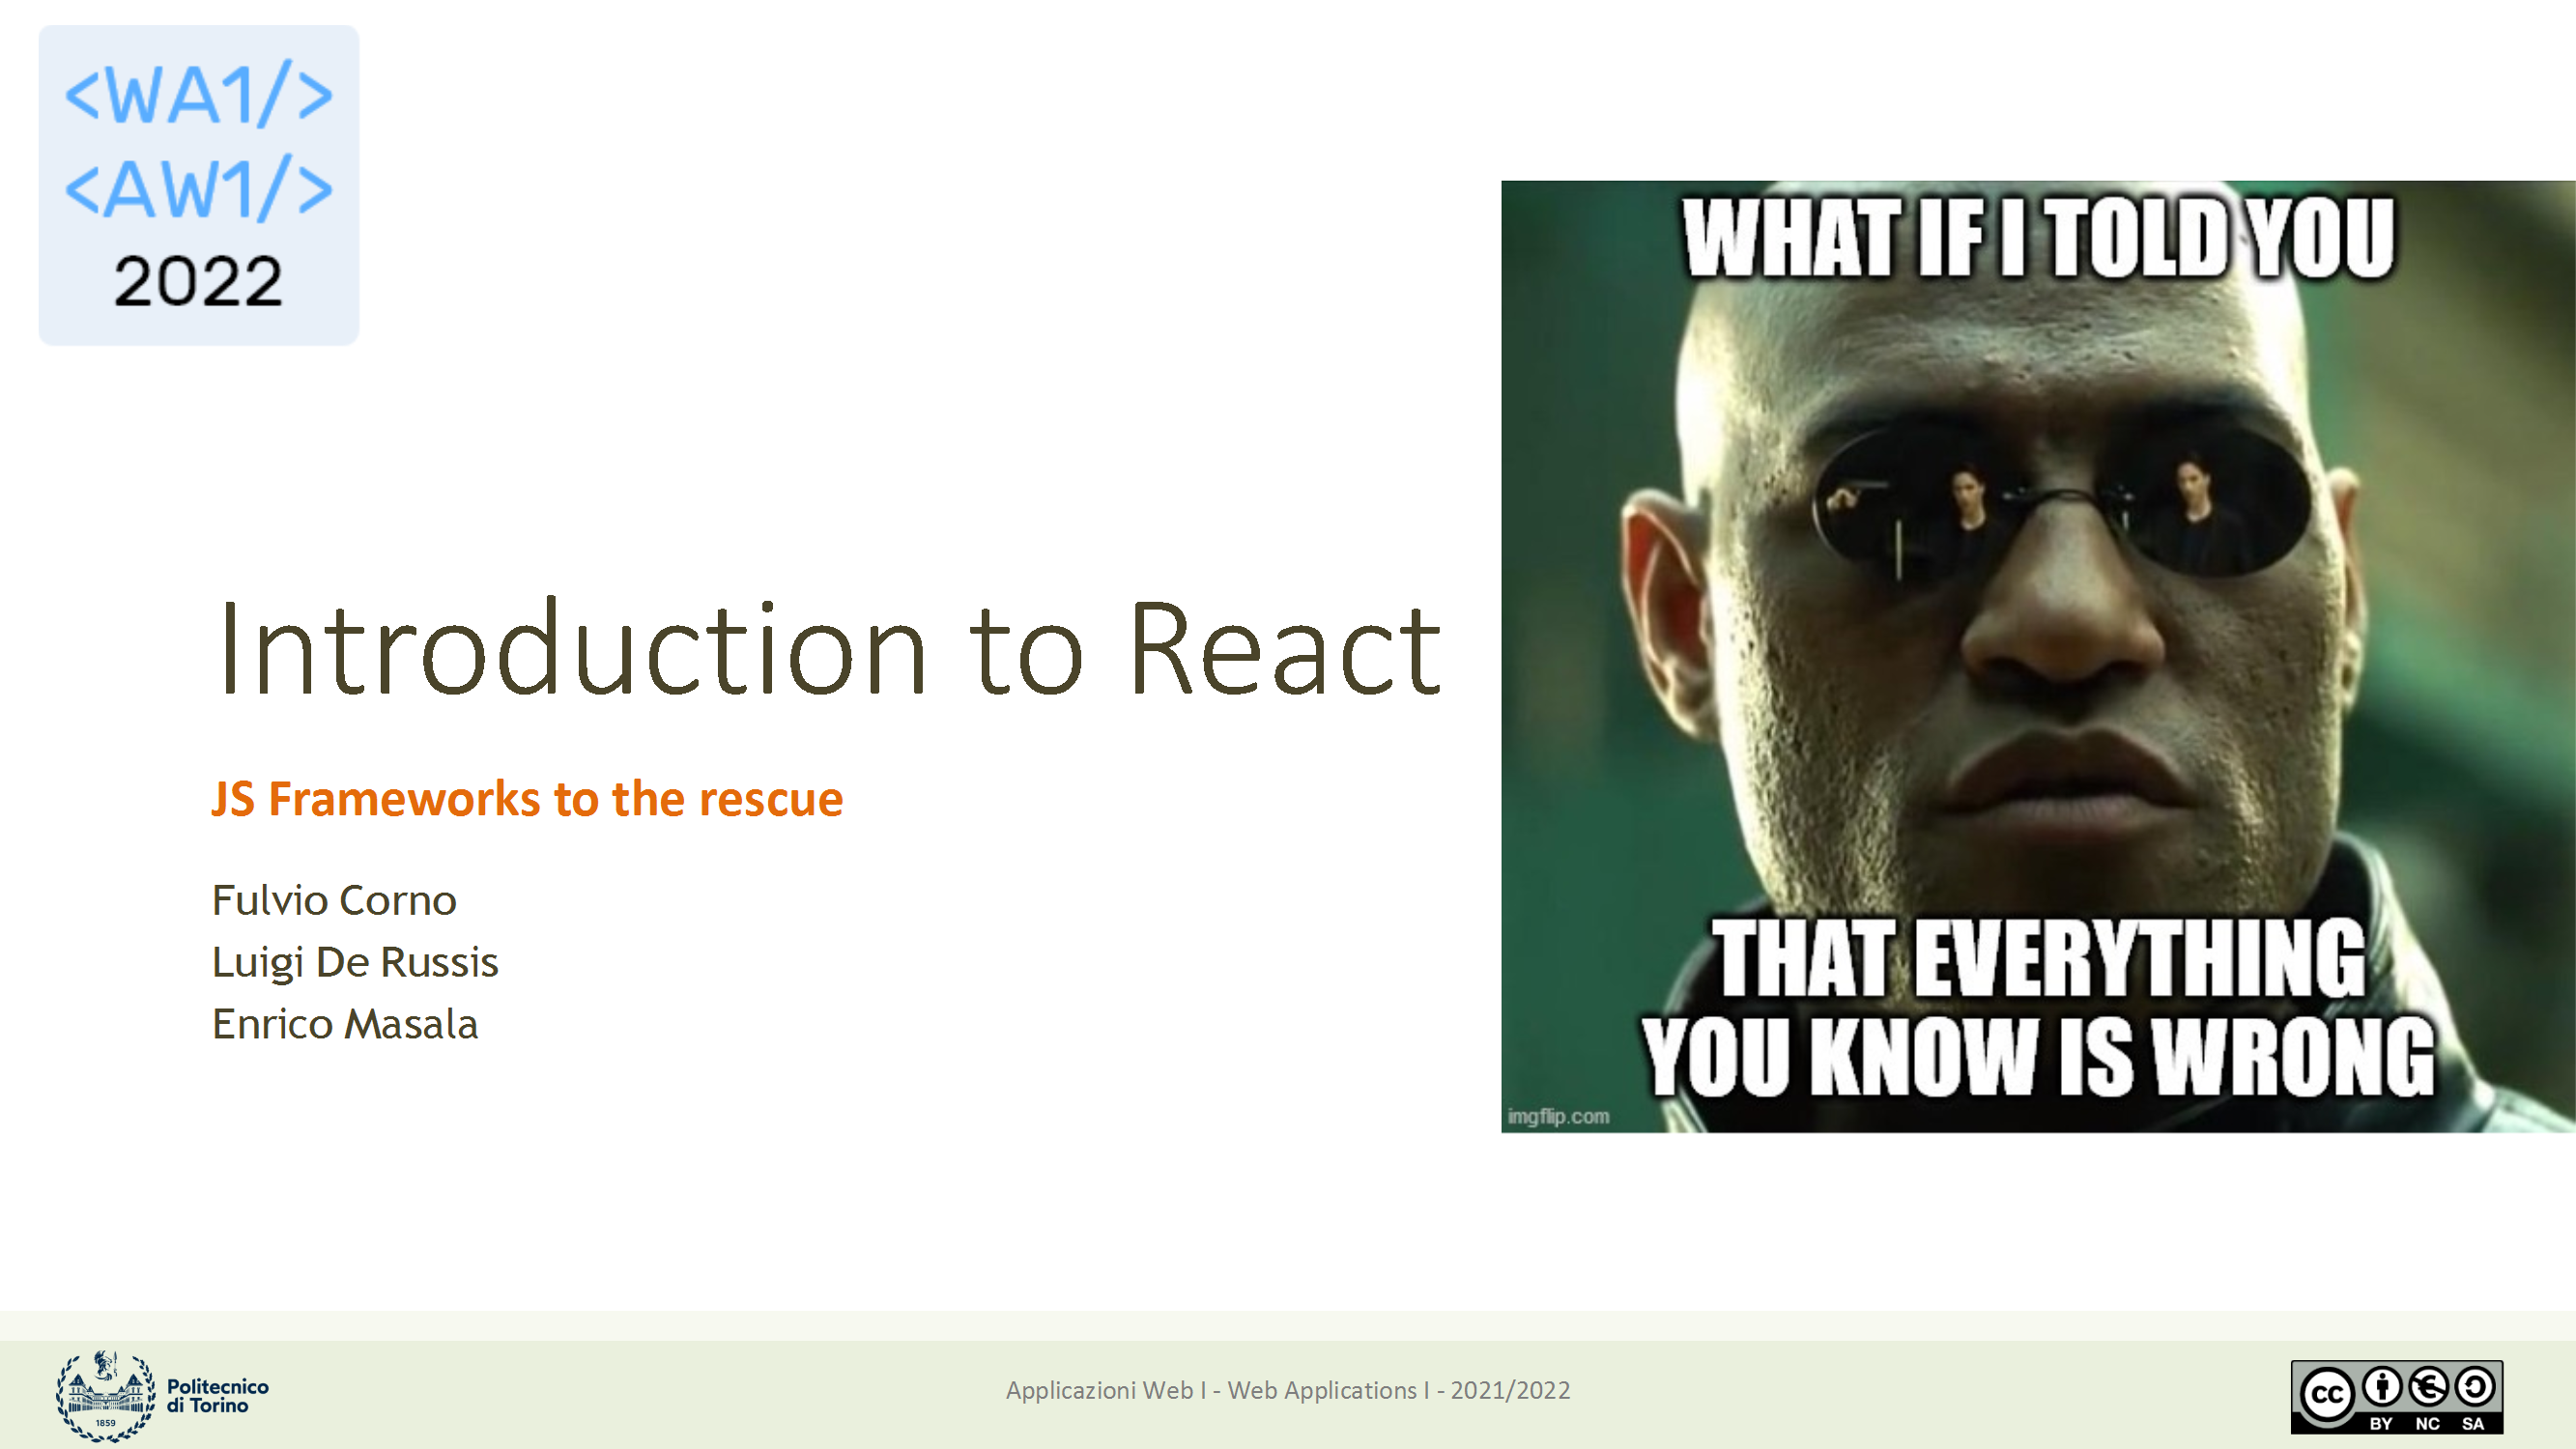 <WA1/>
<AW1/>
2022
WHAT IF I TOLD YOU
THAT EVERYTHING
YOU KNOW IS WRONG
imgflip.com
Introduction to React
JS Frameworks to the rescue
Fulvio Corno
Luigi De Russis
Enrico Masala
1859
Politecnico
di Torino
Applicazioni Web I - Web Applications I - 2021/2022
cc
BY NC SA